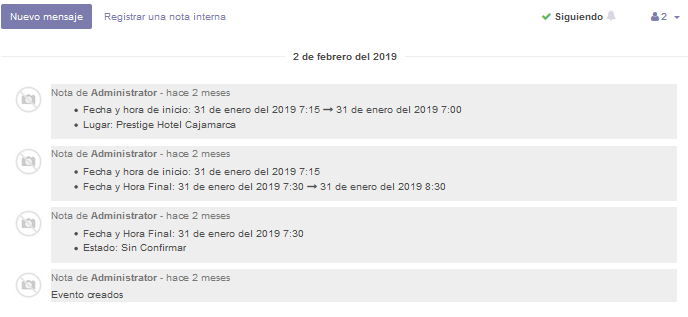 Nuevo mensaje Registrar una nota interna Siguiendo 2
2 de febrero del 2019
Nota de Administrator - hace 2 meses
• Fecha y hora de inicio: 31 de enero del 2019 7:15 → 31 de enero del 2019 7:00
• Lugar: Prestige Hotel Cajamarca
Nota de Administrator - hace 2 meses
• Fecha y hora de inicio: 31 de enero del 2019 7:15
• Fecha y Hora Final: 31 de enero del 2019 7:30 → 31 de enero del 2019 8:30
Nota de Administrator - hace 2 meses
• Fecha y Hora Final: 31 de enero del 2019 7:30
• Estado: Sin Confirmar
Nota de Administrator - hace 2 meses
Evento creados